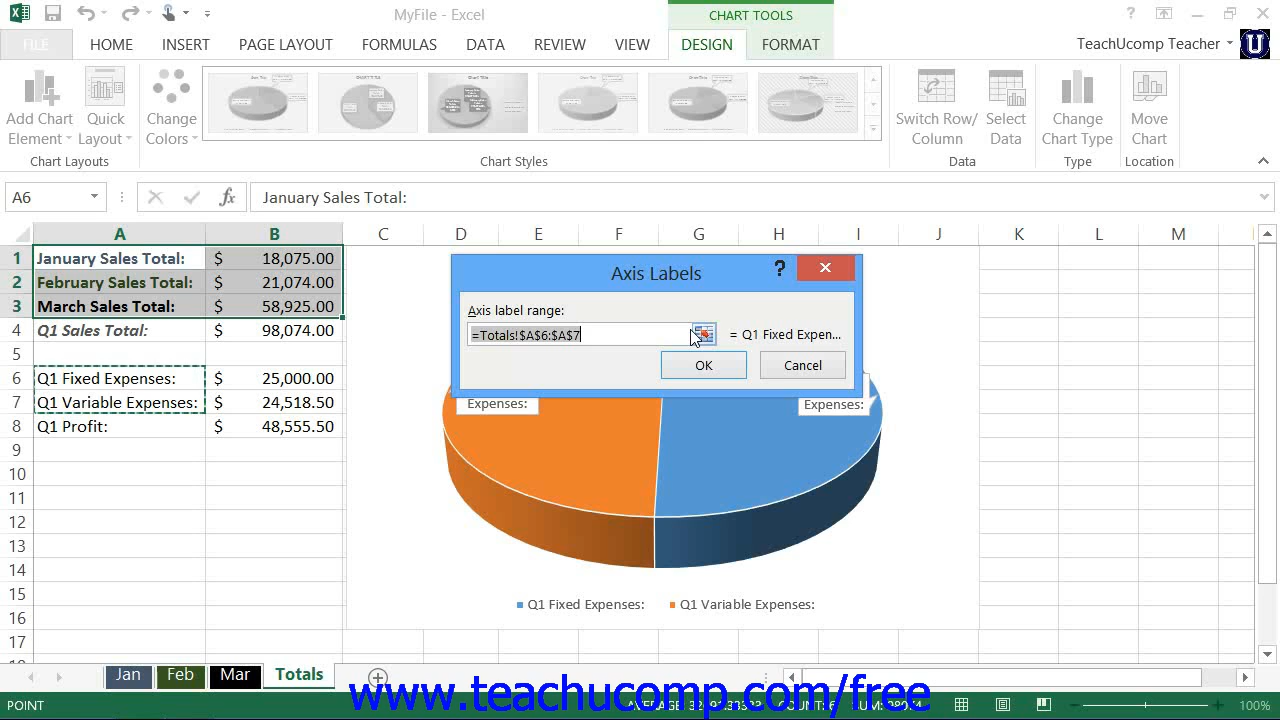 MyFile - Excel
CHART TOOLS
?
FILE HOME INSERT PAGE LAYOUT FORMULAS DATA REVIEW VIEW DESIGN FORMAT TeachUcomp Teacher
Add Chart Element
Quick Layout
Change Colors
Switch Row/ Column
Select Data
Change Chart Type
Move Chart
Chart Layouts Chart Styles Data Type Location
A6 fx January Sales Total:
A B C D E F G H I J K L M
1 January Sales Total: $ 18,075.00
2 February Sales Total: $ 21,074.00
3 March Sales Total: $ 58,925.00
4 Q1 Sales Total: $ 98,074.00
5
6 Q1 Fixed Expenses: $ 25,000.00
7 Q1 Variable Expenses: $ 24,518.50
8 Q1 Profit: $ 48,555.50
9
10
11
12
13
14
15
16
17
Axis Labels ?
Axis label range:
=Totals!$A$6:$A$7 = Q1 Fixed Expen...
OK Cancel
Expenses: Expenses:
Q1 Fixed Expenses: Q1 Variable Expenses:
Jan Feb Mar Totals
www.teachucomp.com/free
POINT 100%